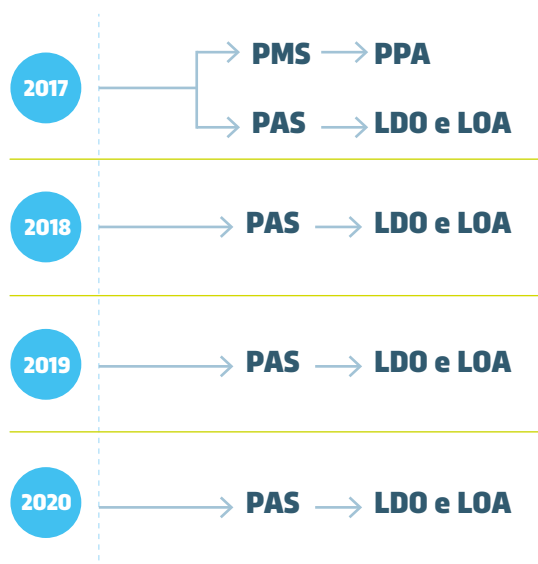 2017
PMS PPA
PAS LDO e LOA
2018 PAS LDO e LOA
2019 PAS LDO e LOA
2020 PAS LDO e LOA